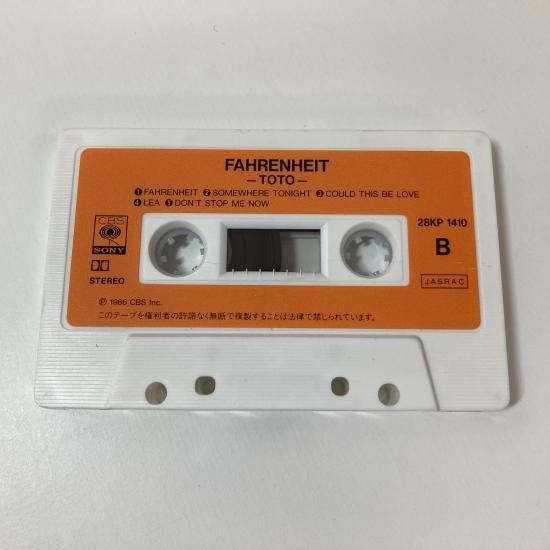 FAHRENHEIT
—TOTO—
❶FAHRENHEIT ❷SOMEWHERE TONIGHT ❸COULD THIS BE LOVE
❹LEA ❺DON'T STOP ME NOW
CBS
SONY
STEREO
28KP 1410
B
JASRAC
Ⓟ 1986 CBS Inc.
このテープを権利者の許諾なく無断で複製することは法律で禁じられています。